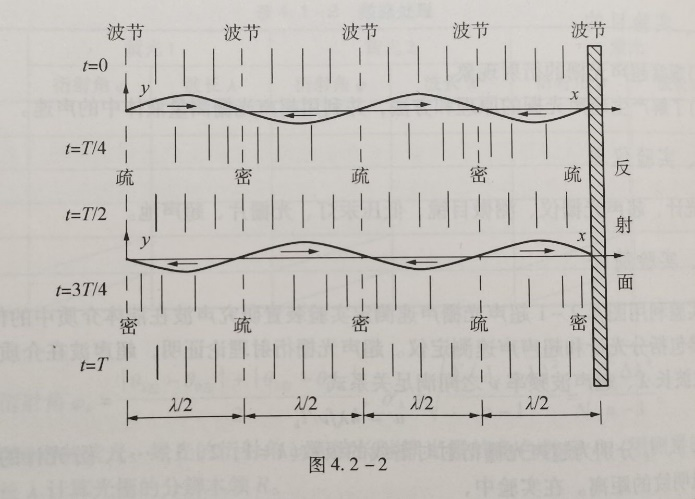 波节 波节 波节 波节 波节
t=0
y x
t=T/4
疏 密 疏 密 疏
反
t=T/2
射
y x
面
t=3T/4
密 疏 密 疏 密
t=T
λ/2 λ/2 λ/2 λ/2
图 4.2-2